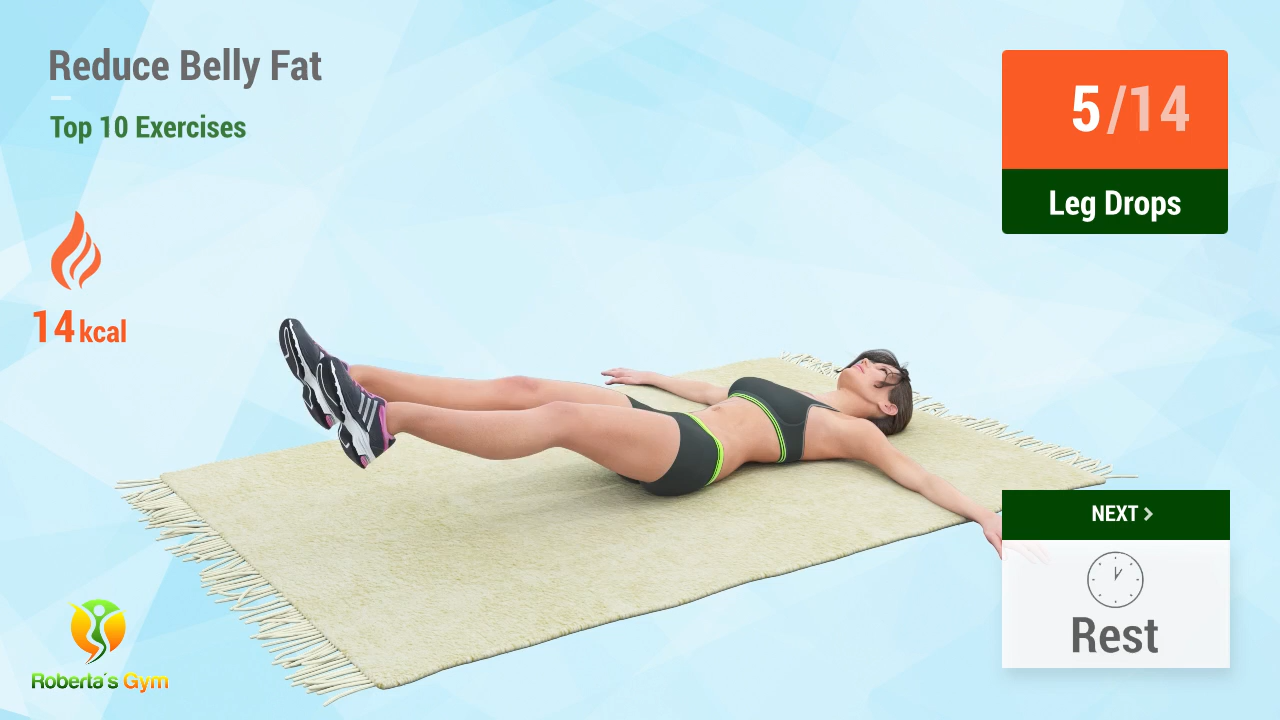 Reduce Belly Fat
Top 10 Exercises
5/14
Leg Drops
14 kcal
NEXT >
Rest
Roberta´s Gym